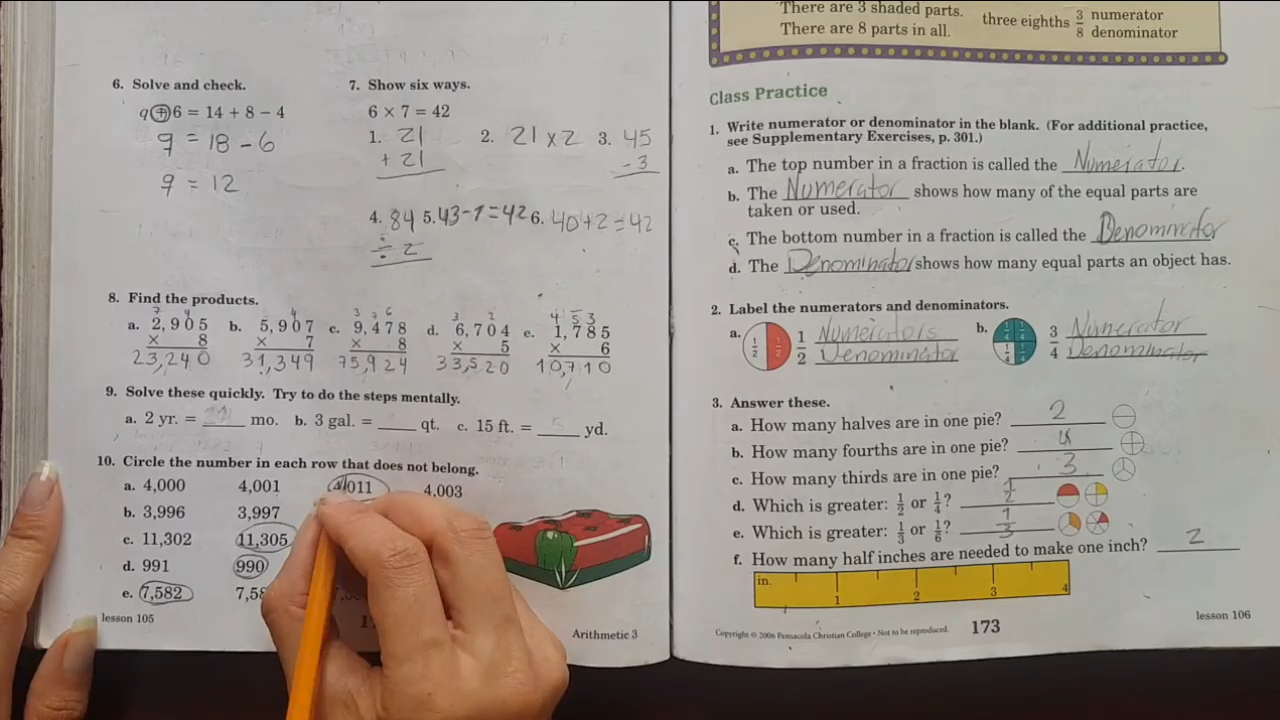 6. Solve and check.
q + 6 = 14 + 8 - 4
q = 18 - 6
q = 12
7. Show six ways.
6 × 7 = 42
1. 21 + 21
2. 21 x 2
3. 45 - 3
4. 84 ÷ 2
5. 43 - 1 = 42
6. 40 + 2 = 42
8. Find the products.
a. 2,905 × 8 23,240
b. 5,907 × 7 31,349
c. 9,478 × 8 75,924
d. 6,704 × 5 33,520
e. 1,785 × 6 10,710
9. Solve these quickly. Try to do the steps mentally.
a. 2 yr. = ___ mo. b. 3 gal. = ___ qt. c. 15 ft. = 5 yd.
10. Circle the number in each row that does not belong.
a. 4,000 4,001 4,011 4,003
b. 3,996 3,997
c. 11,302 11,305
d. 991 990
e. 7,582
lesson 105
Arithmetic 3
There are 3 shaded parts.
There are 8 parts in all.
three eighths 3/8 numerator denominator
Class Practice
1. Write numerator or denominator in the blank. (For additional practice,
see Supplementary Exercises, p. 301.)
a. The top number in a fraction is called the Numerator.
b. The Numerator shows how many of the equal parts are
taken or used.
c. The bottom number in a fraction is called the Denominator.
d. The Denominator shows how many equal parts an object has.
2. Label the numerators and denominators.
a. 1/2 1/2 1/2 Numerators Denominator
b. 1/4 1/4 1/4 1/4 3/4 Numerator Denominator
3. Answer these.
a. How many halves are in one pie? 2
b. How many fourths are in one pie? 4
c. How many thirds are in one pie? 3
d. Which is greater: 1/2 or 1/4? 1/2
e. Which is greater: 1/3 or 1/6? 1/3
f. How many half inches are needed to make one inch? 2
in. 1 2 3 4
Copyright © 2006 Pensacola Christian College • Not to be reproduced.
173
lesson 106